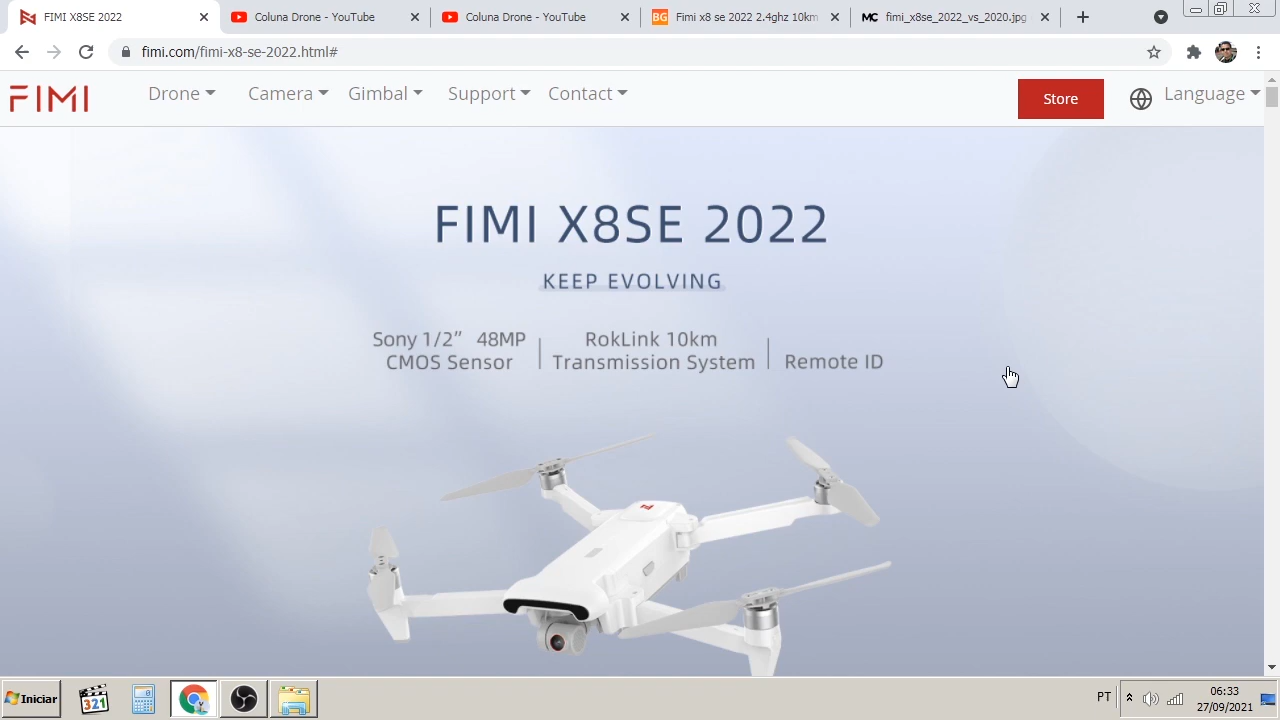 FIMI X8SE 2022
Coluna Drone - YouTube
Coluna Drone - YouTube
BG
Fimi x8 se 2022 2.4ghz 10km
MC
fimi_x8se_2022_vs_2020.jpg
fimi.com/fimi-x8-se-2022.html#
FIMI
Drone
Camera
Gimbal
Support
Contact
Store
Language
FIMI X8SE 2022
KEEP EVOLVING
Sony 1/2” 48MP
CMOS Sensor
RokLink 10km
Transmission System
Remote ID
Iniciar
321
PT
06:33
27/09/2021